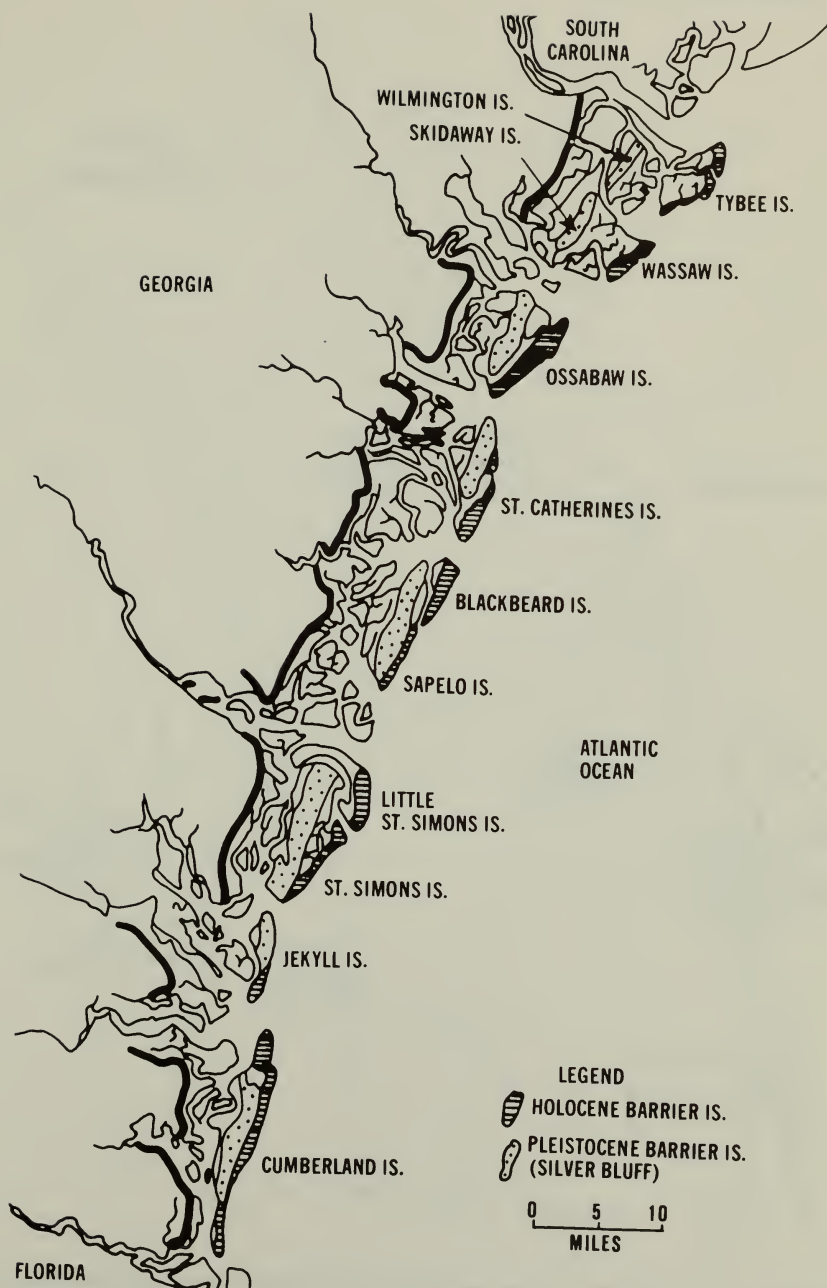 SOUTH
CAROLINA
WILMINGTON IS.
SKIDAWAY IS.
TYBEE IS.
WASSAW IS.
GEORGIA
OSSABAW IS.
ST. CATHERINES IS.
BLACKBEARD IS.
SAPELO IS.
ATLANTIC
OCEAN
LITTLE
ST. SIMONS IS.
ST. SIMONS IS.
JEKYLL IS.
LEGEND
HOLOCENE BARRIER IS.
PLEISTOCENE BARRIER IS.
(SILVER BLUFF)
CUMBERLAND IS.
0 5 10
MILES
FLORIDA